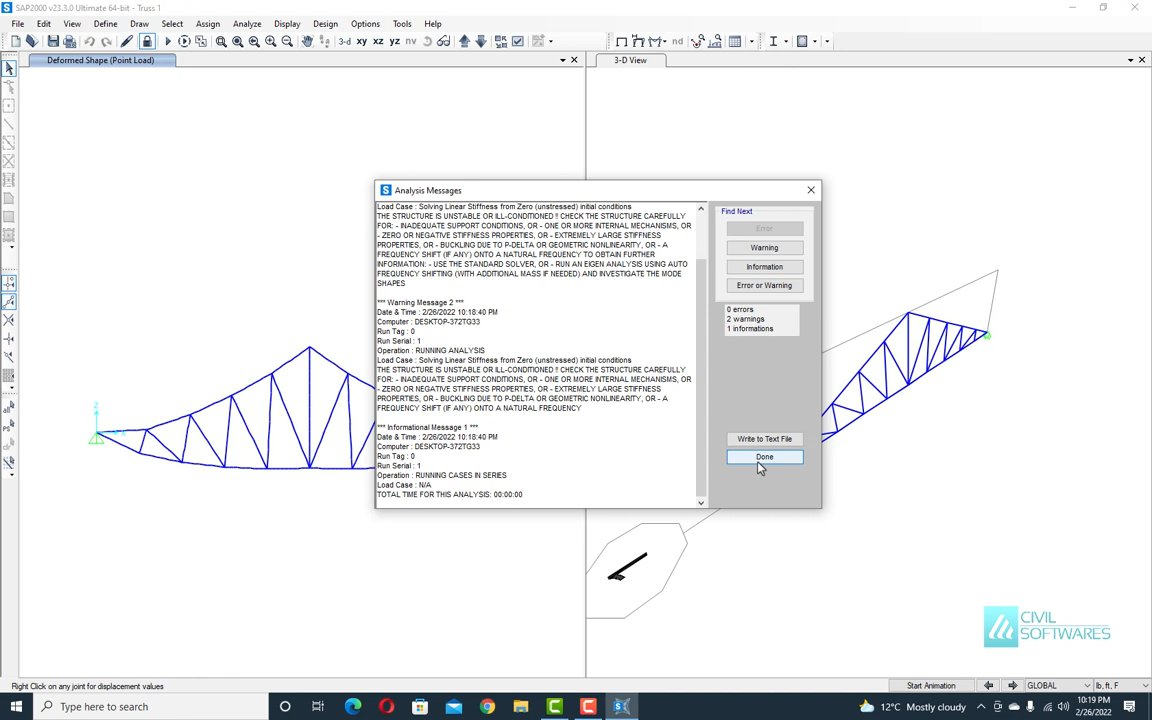 SAP2000 v23.3.0 Ultimate 64-bit - Truss 1
File Edit View Define Draw Select Assign Analyze Display Design Options Tools Help
3-d xy xz yz nv nd
Deformed Shape (Point Load)
3-D View
Analysis Messages
Load Case : Solving Linear Stiffness from Zero (unstressed) initial conditions
THE STRUCTURE IS UNSTABLE OR ILL-CONDITIONED !! CHECK THE STRUCTURE CAREFULLY
FOR: - INADEQUATE SUPPORT CONDITIONS, OR - ONE OR MORE INTERNAL MECHANISMS, OR
- ZERO OR NEGATIVE STIFFNESS PROPERTIES, OR - EXTREMELY LARGE STIFFNESS
PROPERTIES, OR - BUCKLING DUE TO P-DELTA OR GEOMETRIC NONLINEARITY, OR - A
FREQUENCY SHIFT (IF ANY) ONTO A NATURAL FREQUENCY TO OBTAIN FURTHER
INFORMATION: - USE THE STANDARD SOLVER, OR - RUN AN EIGEN ANALYSIS USING AUTO
FREQUENCY SHIFTING (WITH ADDITIONAL MASS IF NEEDED) AND INVESTIGATE THE MODE
SHAPES
*** Warning Message 2 ***
Date & Time : 2/26/2022 10:18:40 PM
Computer : DESKTOP-372TG33
Run Tag : 0
Run Serial : 1
Operation : RUNNING ANALYSIS
Load Case : Solving Linear Stiffness from Zero (unstressed) initial conditions
THE STRUCTURE IS UNSTABLE OR ILL-CONDITIONED !! CHECK THE STRUCTURE CAREFULLY
FOR: - INADEQUATE SUPPORT CONDITIONS, OR - ONE OR MORE INTERNAL MECHANISMS, OR
- ZERO OR NEGATIVE STIFFNESS PROPERTIES, OR - EXTREMELY LARGE STIFFNESS
PROPERTIES, OR - BUCKLING DUE TO P-DELTA OR GEOMETRIC NONLINEARITY, OR - A
FREQUENCY SHIFT (IF ANY) ONTO A NATURAL FREQUENCY
*** Informational Message 1 ***
Date & Time : 2/26/2022 10:18:40 PM
Computer : DESKTOP-372TG33
Run Tag : 0
Run Serial : 1
Operation : RUNNING CASES IN SERIES
Load Case : N/A
TOTAL TIME FOR THIS ANALYSIS: 00:00:00
Find Next
Error
Warning
Information
Error or Warning
0 errors
2 warnings
1 informations
Write to Text File
Done
all
PS
Z
CIVIL
SOFTWARES
Right Click on any joint for displacement values
Start Animation
GLOBAL
lb, ft, F
Type here to search
12°C Mostly cloudy
10:19 PM
2/26/2022